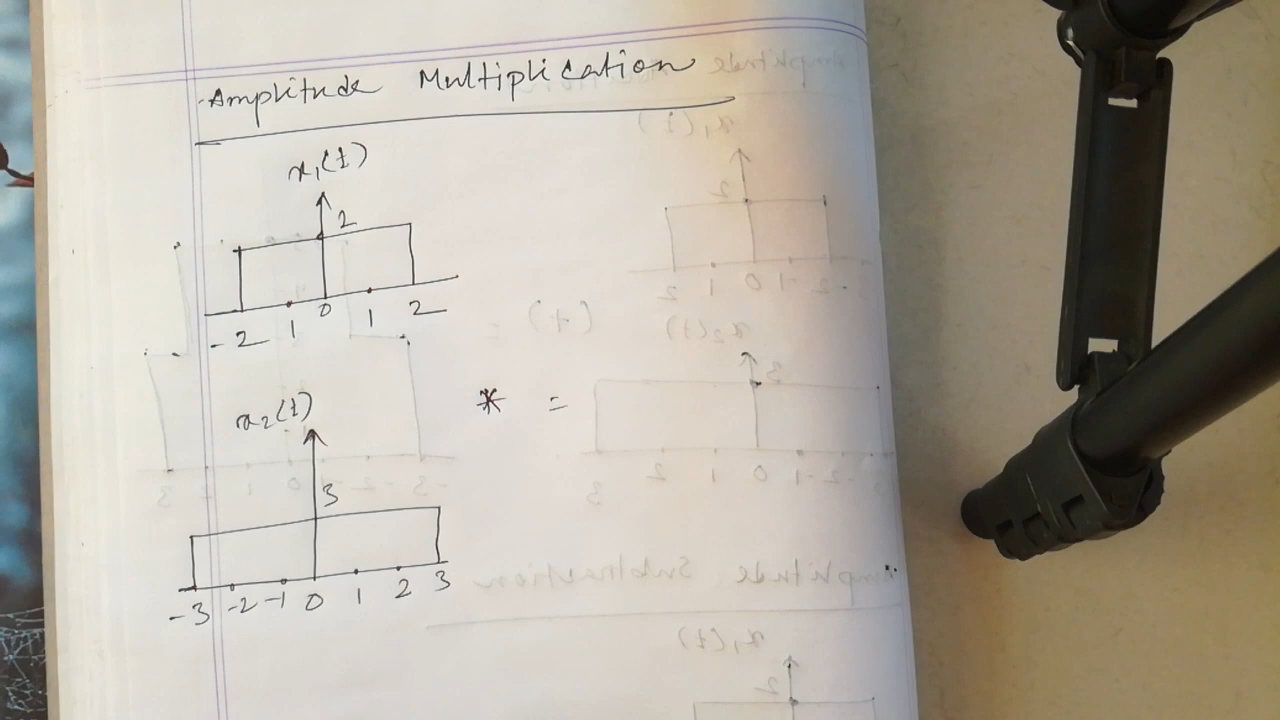 Amplitude Multiplication
x₁(t)
2
-2 1 0 1 2
x₂(t)
* =
3
-3 -2 -1 0 1 2 3